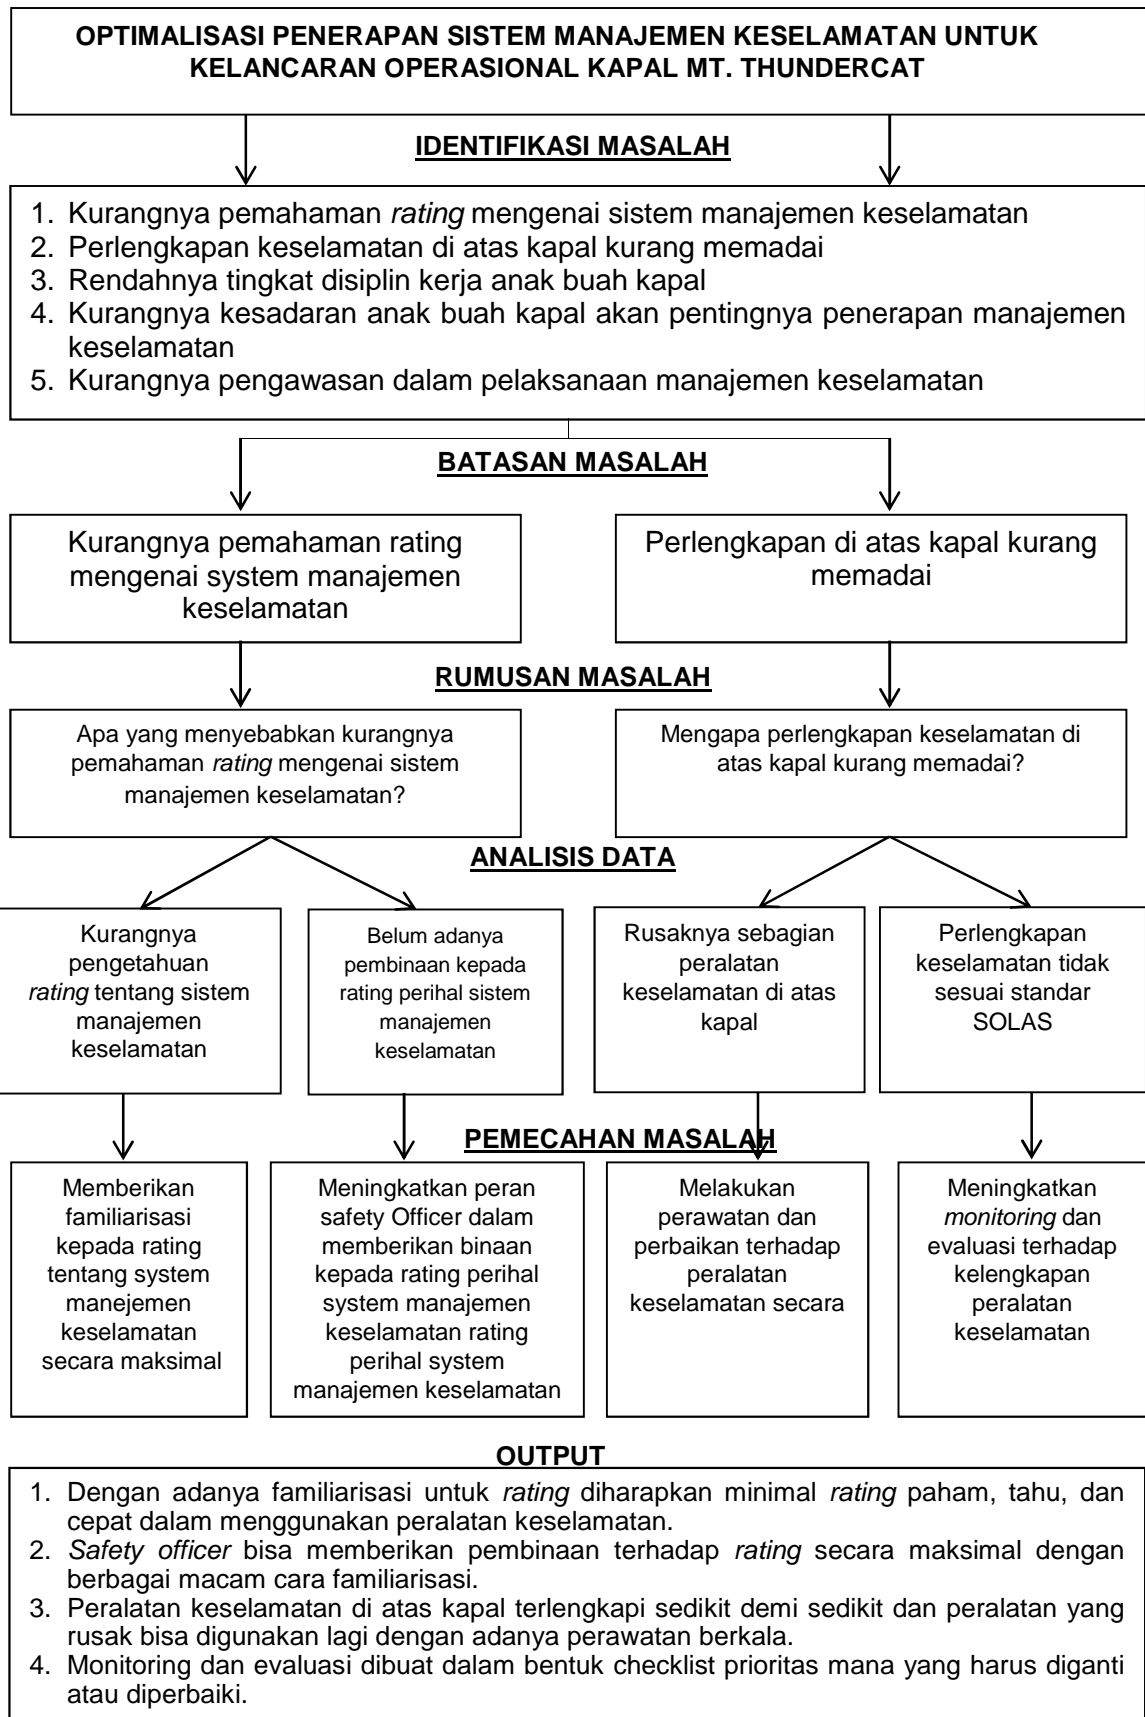 OPTIMALISASI PENERAPAN SISTEM MANAJEMEN KESELAMATAN UNTUK
KELANCARAN OPERASIONAL KAPAL MT. THUNDERCAT
IDENTIFIKASI MASALAH
1. Kurangnya pemahaman rating mengenai sistem manajemen keselamatan
2. Perlengkapan keselamatan di atas kapal kurang memadai
3. Rendahnya tingkat disiplin kerja anak buah kapal
4. Kurangnya kesadaran anak buah kapal akan pentingnya penerapan manajemen
keselamatan
5. Kurangnya pengawasan dalam pelaksanaan manajemen keselamatan
BATASAN MASALAH
Kurangnya pemahaman rating
mengenai system manajemen
keselamatan
Perlengkapan di atas kapal kurang
memadai
RUMUSAN MASALAH
Apa yang menyebabkan kurangnya
pemahaman rating mengenai sistem
manajemen keselamatan?
Mengapa perlengkapan keselamatan di
atas kapal kurang memadai?
ANALISIS DATA
Kurangnya
pengetahuan
rating tentang sistem
manajemen
keselamatan
Belum adanya
pembinaan kepada
rating perihal sistem
manajemen
keselamatan
Rusaknya sebagian
peralatan
keselamatan di atas
kapal
Perlengkapan
keselamatan tidak
sesuai standar
SOLAS
PEMECAHAN MASALAH
Memberikan
familiarisasi
kepada rating
tentang system
manejemen
keselamatan
secara maksimal
Meningkatkan peran
safety Officer dalam
memberikan binaan
kepada rating perihal
system manajemen
keselamatan rating
perihal system
manajemen keselamatan
Melakukan
perawatan dan
perbaikan terhadap
peralatan
keselamatan secara
Meningkatkan
monitoring dan
evaluasi terhadap
kelengkapan
peralatan
keselamatan
OUTPUT
1. Dengan adanya familiarisasi untuk rating diharapkan minimal rating paham, tahu, dan
cepat dalam menggunakan peralatan keselamatan.
2. Safety officer bisa memberikan pembinaan terhadap rating secara maksimal dengan
berbagai macam cara familiarisasi.
3. Peralatan keselamatan di atas kapal terlengkapi sedikit demi sedikit dan peralatan yang
rusak bisa digunakan lagi dengan adanya perawatan berkala.
4. Monitoring dan evaluasi dibuat dalam bentuk checklist prioritas mana yang harus diganti
atau diperbaiki.